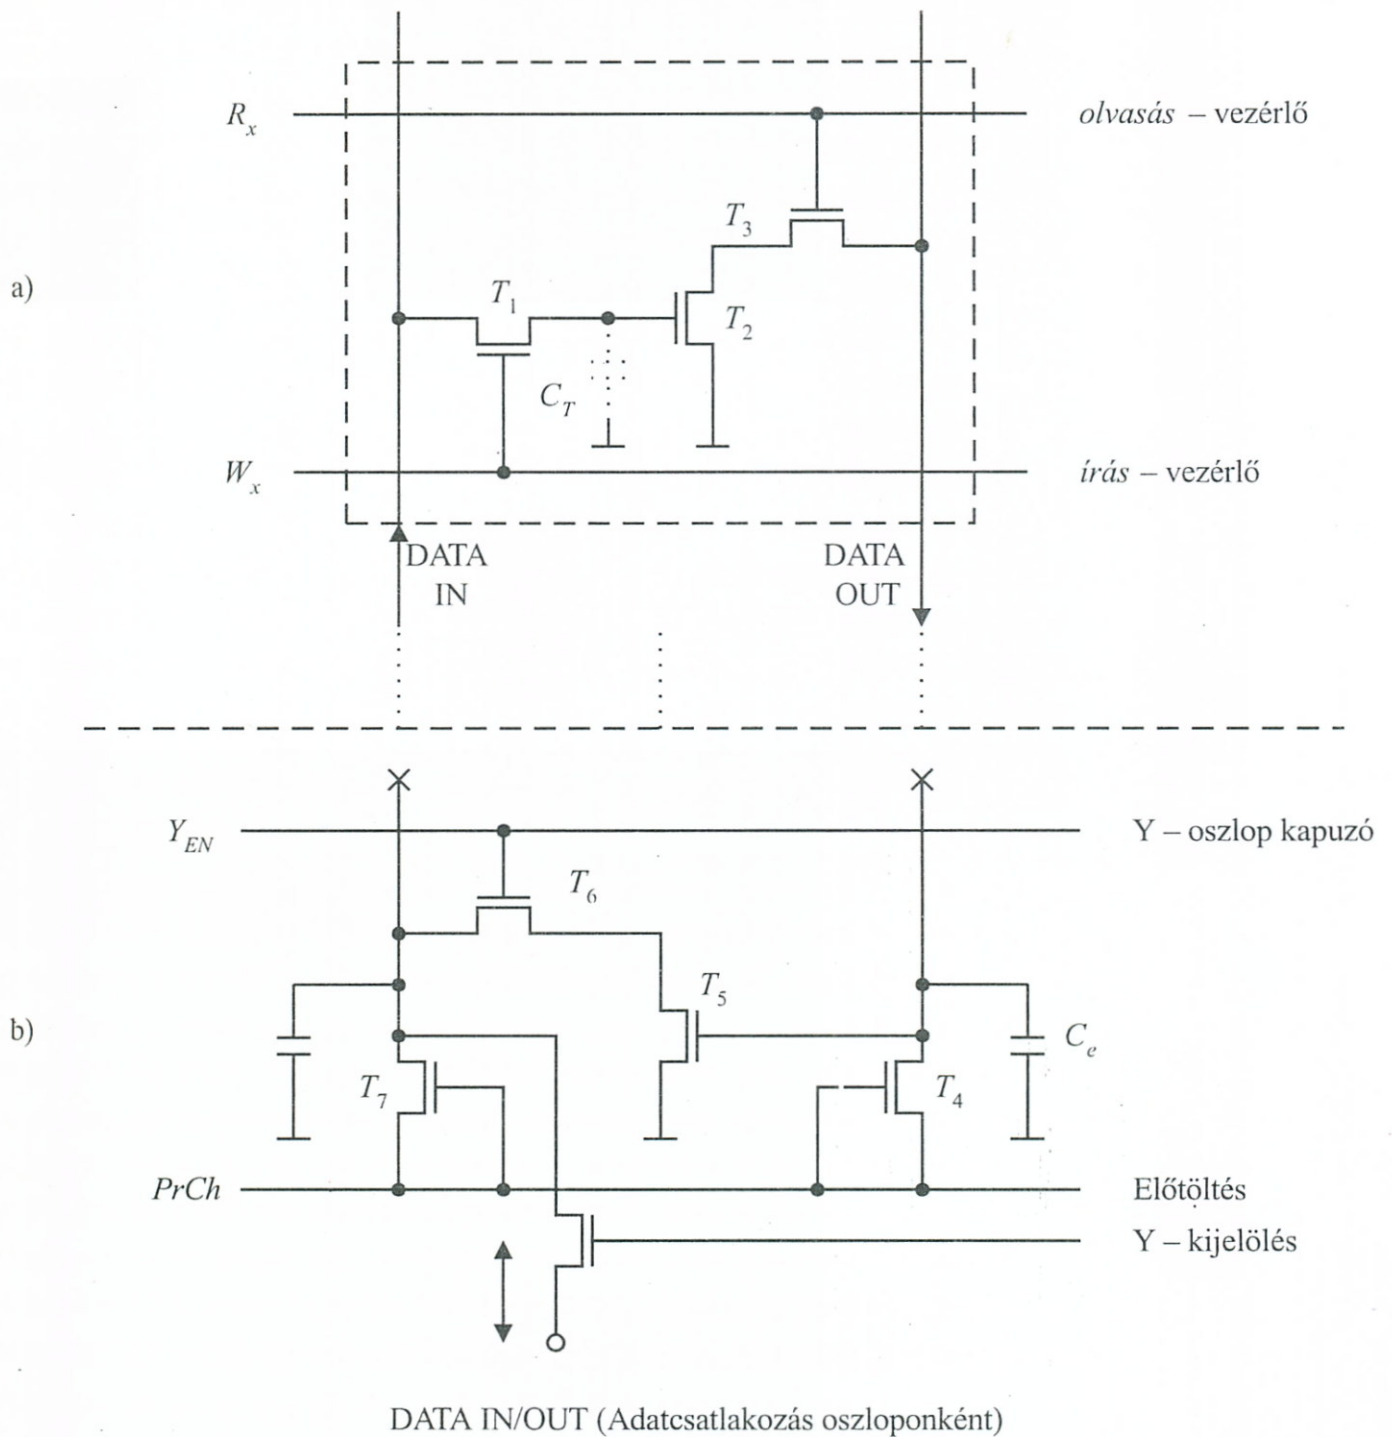 R_x olvasás – vezérlő
T_3
a)
T_1
T_2
C_T
W_x írás – vezérlő
DATA IN
DATA OUT
Y_EN Y – oszlop kapuzó
T_6
T_5
b)
C_e
T_7
T_4
PrCh Előtöltés
Y – kijelölés
DATA IN/OUT (Adatcsatlakozás oszloponként)